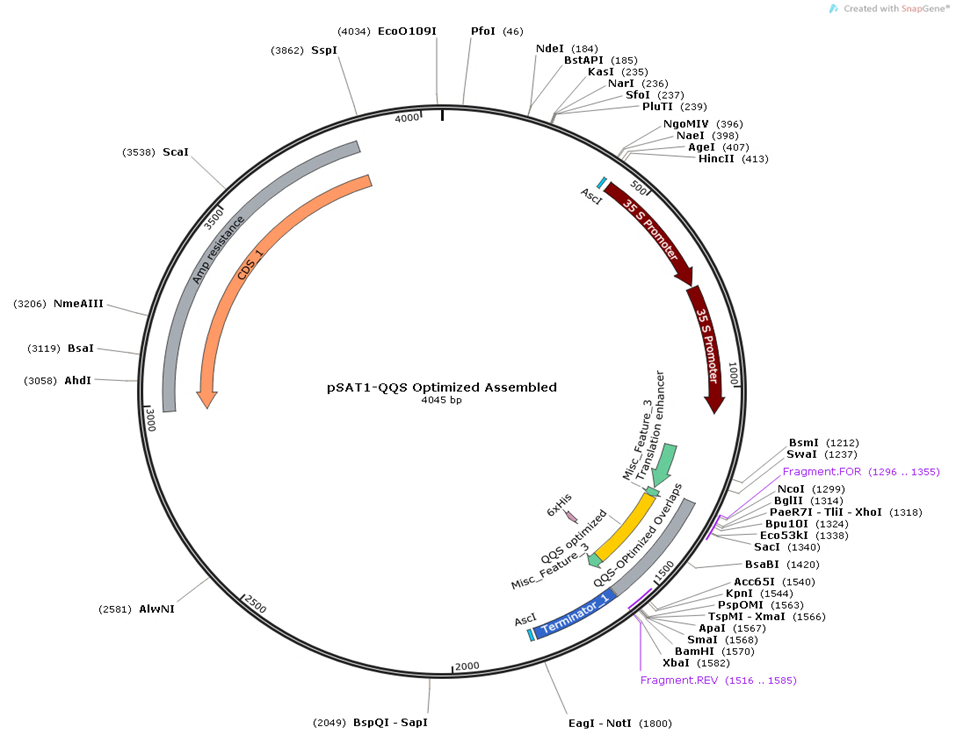 Created with SnapGene®
(4034) EcoO109I
PfoI (46)
(3862) SspI
NdeI (184)
BstAPI (185)
KasI (235)
NarI (236)
SfoI (237)
PluTI (239)
4000
NgoMIV (396)
NaeI (398)
AgeI (407)
HincII (413)
(3538) ScaI
500
AscI
35 S Promoter
3500
Amp resistance
CDS_1
(3206) NmeAIII
35 S Promoter
(3119) BsaI
(3058) AhdI
1000
pSAT1-QQS Optimized Assembled
4045 bp
3000
Misc_Feature_3
Translation enhancer
BsmI (1212)
SwaI (1237)
Fragment.FOR (1296 .. 1355)
NcoI (1299)
BglII (1314)
PaeR7I - TliI - XhoI (1318)
Bpu10I (1324)
Eco53kI (1338)
SacI (1340)
6xHis
QQS optimized
QQS-OPtimized Overlaps
Misc_Feature_3
BsaBI (1420)
1500
Acc65I (1540)
KpnI (1544)
PspOMI (1563)
TspMI - XmaI (1566)
ApaI (1567)
SmaI (1568)
BamHI (1570)
XbaI (1582)
Fragment.REV (1516 .. 1585)
(2581) AlwNI
2500
AscI
Terminator_1
2000
(2049) BspQI - SapI
EagI - NotI (1800)